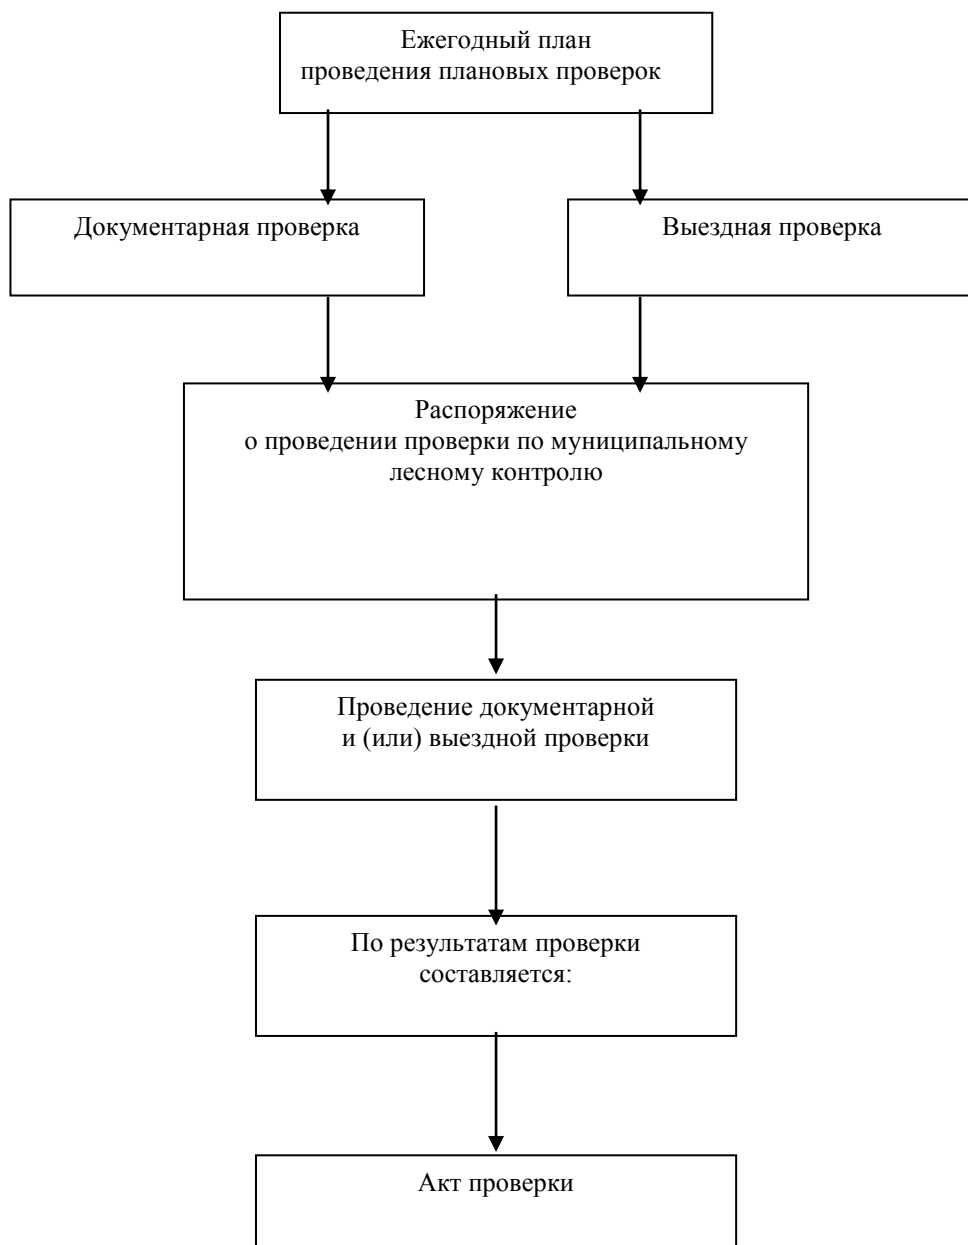 Ежегодный план
проведения плановых проверок
Документарная проверка
Выездная проверка
Распоряжение
о проведении проверки по муниципальному
лесному контролю
Проведение документарной
и (или) выездной проверки
По результатам проверки
составляется:
Акт проверки